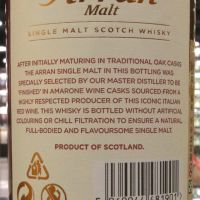 Arran
Malt
SINGLE MALT SCOTCH WHISKY
AFTER INITIALLY MATURING IN TRADITIONAL OAK CASKS
THE ARRAN SINGLE MALT IN THIS BOTTLING WAS
SPECIALLY SELECTED BY OUR MASTER DISTILLER TO BE
'FINISHED' IN AMARONE WINE CASKS SOURCED FROM A
HIGHLY RESPECTED PRODUCER OF THIS ICONIC ITALIAN
RED WINE. THIS WHISKY IS BOTTLED WITHOUT ARTIFICIAL
COLOURING OR CHILL FILTRATION TO ENSURE A NATURAL
FULL-BODIED AND FLAVOURSOME SINGLE MALT.
PRODUCT OF SCOTLAND.